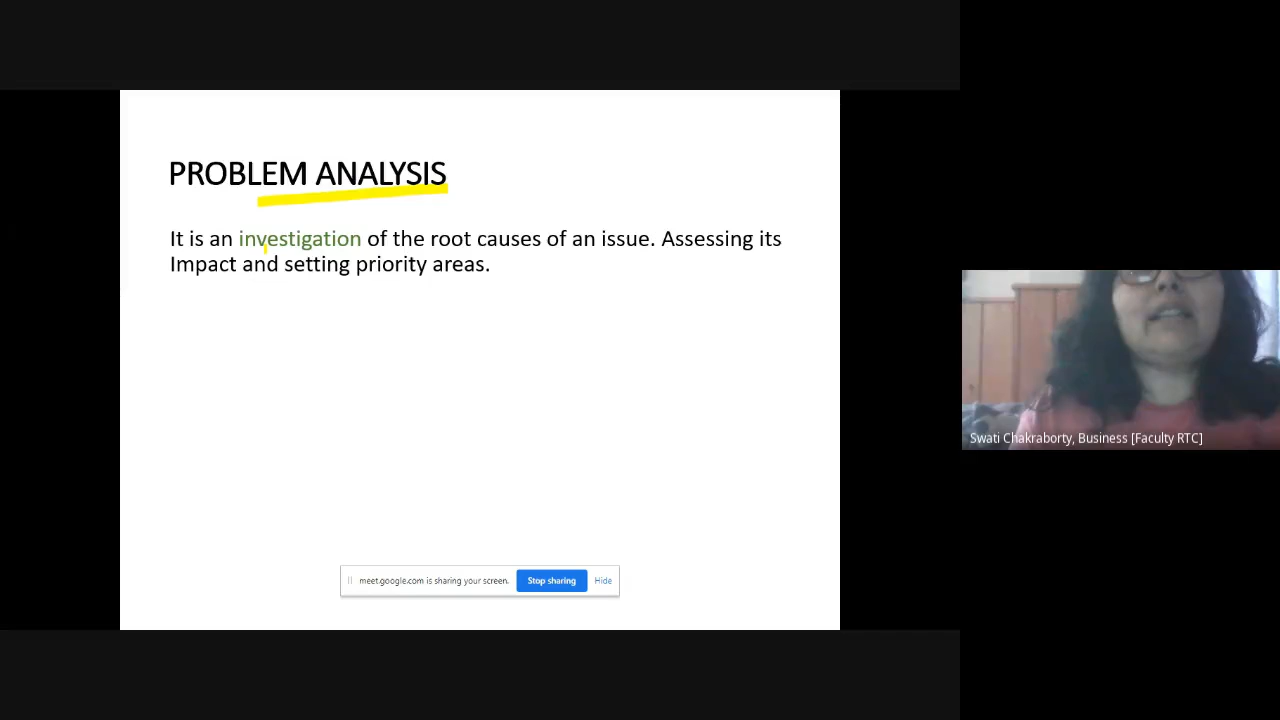 PROBLEM ANALYSIS
It is an investigation of the root causes of an issue. Assessing its
Impact and setting priority areas.
meet.google.com is sharing your screen. Stop sharing Hide
Swati Chakraborty, Business [Faculty RTC]